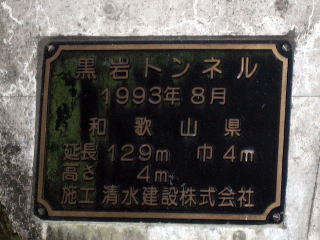 黒岩トンネル
1993年8月
和歌山県
延長129m 巾4m
高さ 4m
施工 清水建設株式会社